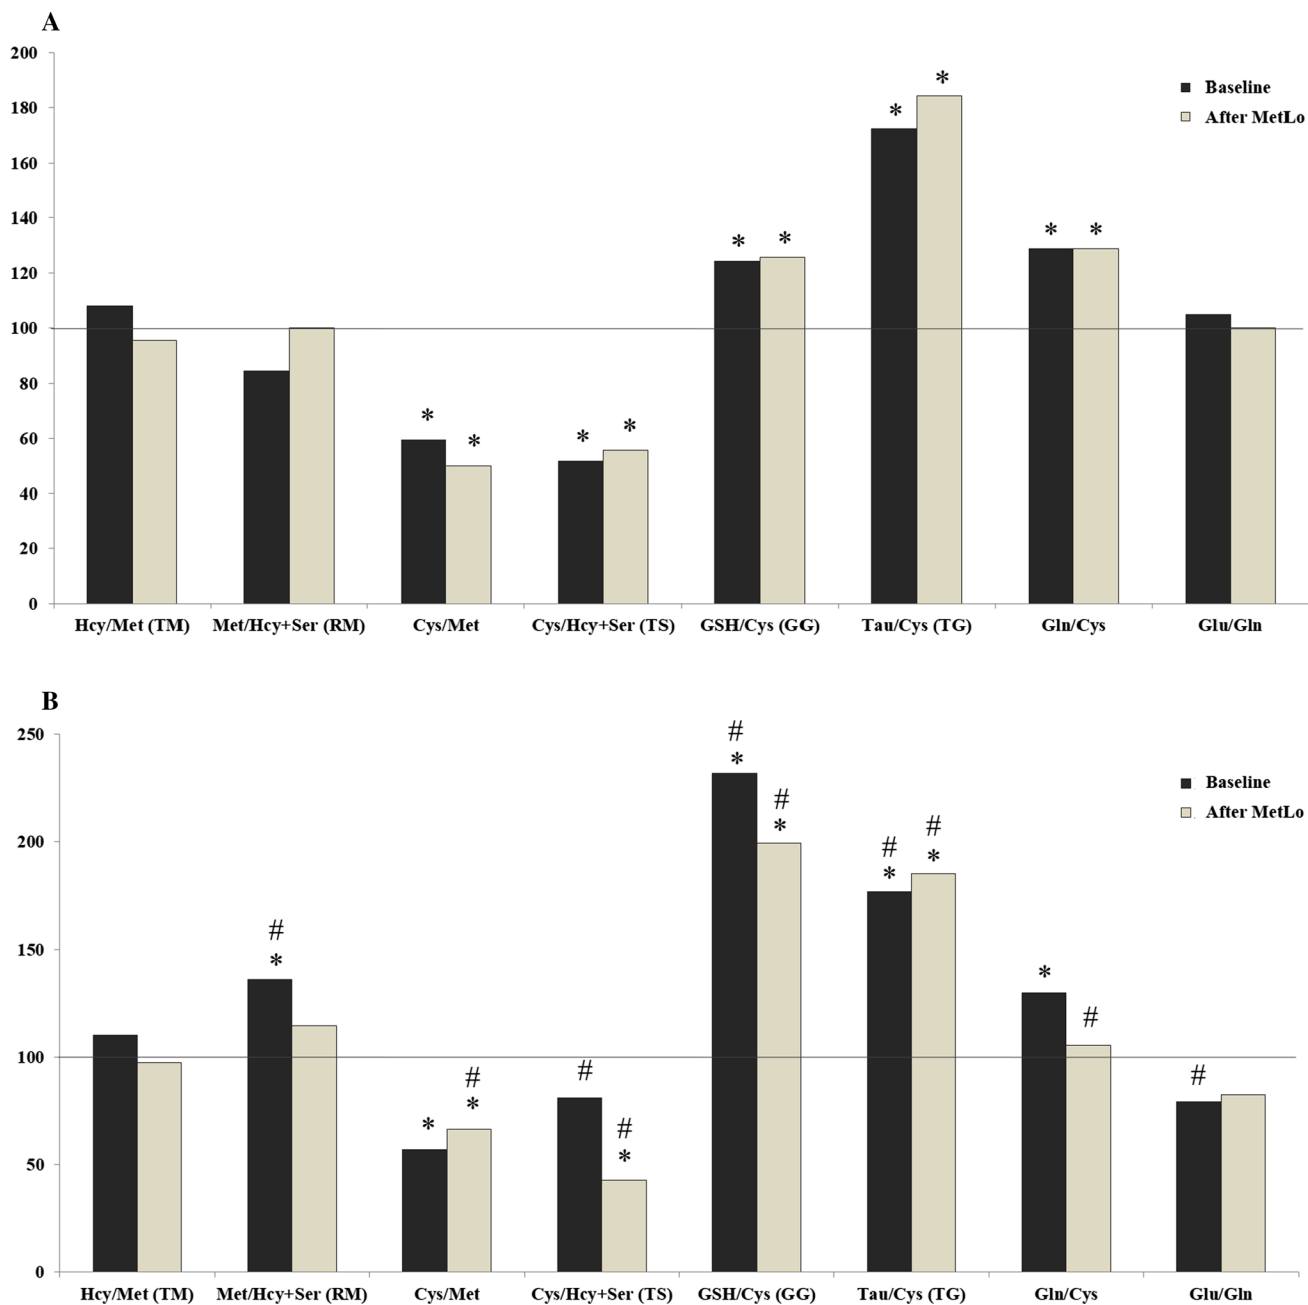 A
200
180
160
140
120
100
80
60
40
20
0
* * * * * * * * * *
Baseline
After MetLo
Hcy/Met (TM) Met/Hcy+Ser (RM) Cys/Met Cys/Hcy+Ser (TS) GSH/Cys (GG) Tau/Cys (TG) Gln/Cys Glu/Gln
B
250
200
150
100
50
0
# * * # * # # * # * # * # * # * * # #
Baseline
After MetLo
Hcy/Met (TM) Met/Hcy+Ser (RM) Cys/Met Cys/Hcy+Ser (TS) GSH/Cys (GG) Tau/Cys (TG) Gln/Cys Glu/Gln